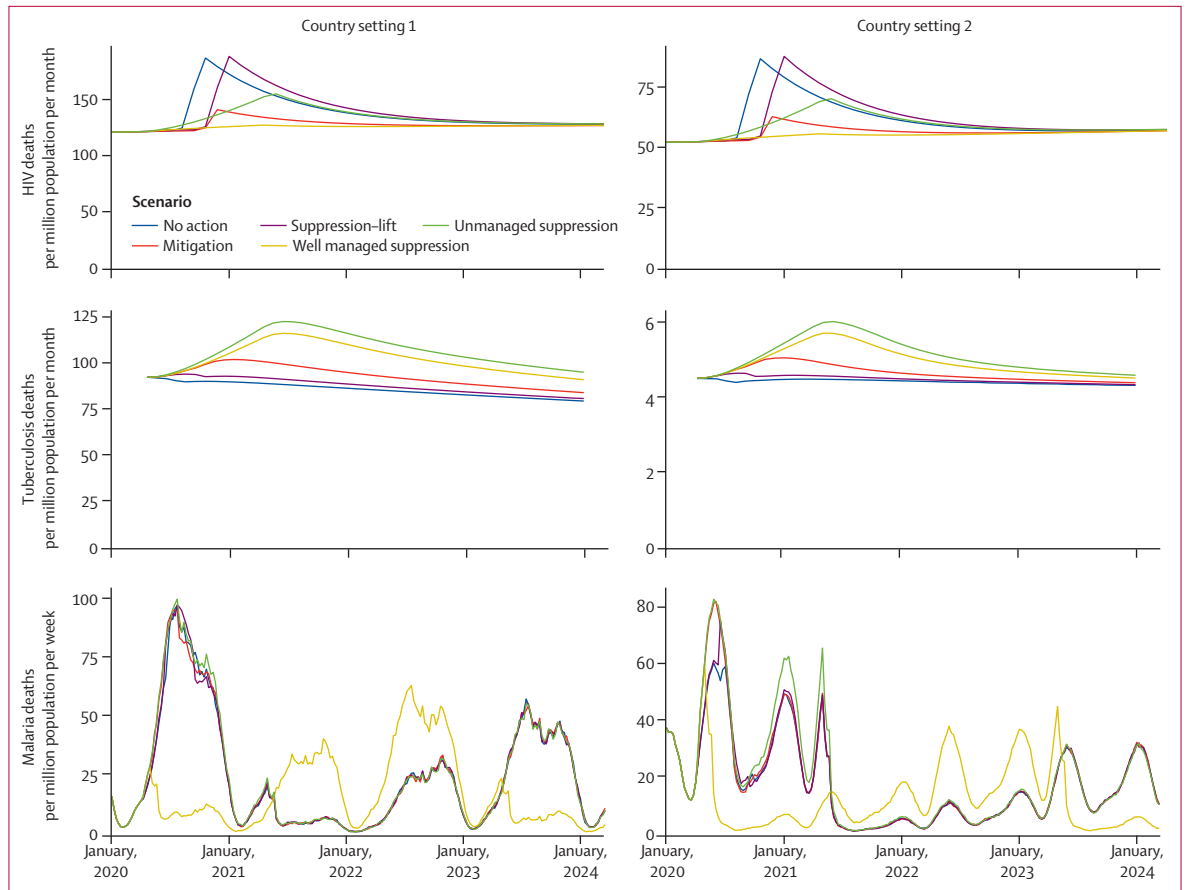 Country setting 1
Country setting 2
HIV deaths
per million population per month
150
100
50
0
75
50
25
0
Scenario
No action
Suppression–lift
Unmanaged suppression
Mitigation
Well managed suppression
Tuberculosis deaths
per million population per month
125
100
75
50
25
0
6
4
2
0
Malaria deaths
per million population per week
100
75
50
25
0
80
60
40
20
0
January,
2020
January,
2021
January,
2022
January,
2023
January,
2024
January,
2020
January,
2021
January,
2022
January,
2023
January,
2024